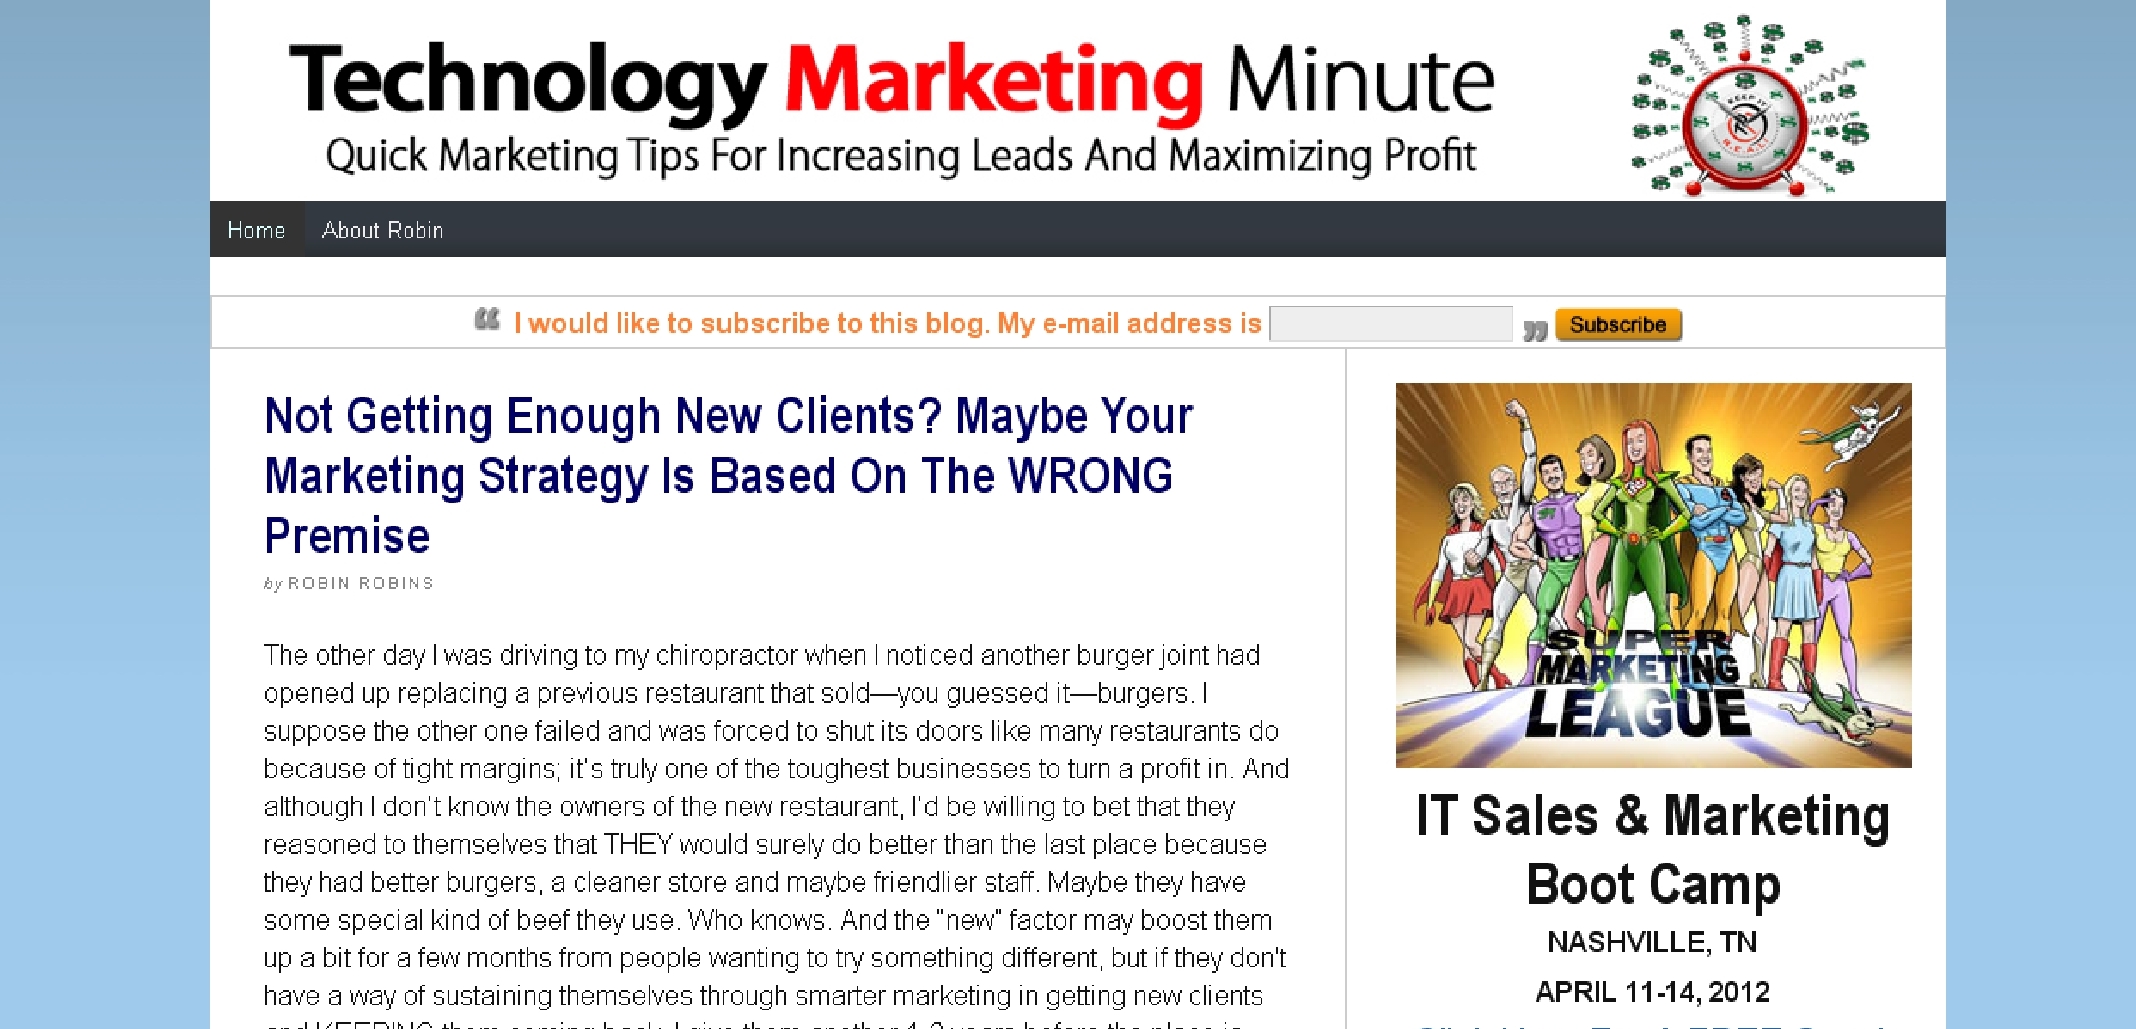 Technology Marketing Minute
Quick Marketing Tips For Increasing Leads And Maximizing Profit
Home
About Robin
“ I would like to subscribe to this blog. My e-mail address is ” Subscribe
Not Getting Enough New Clients? Maybe Your
Marketing Strategy Is Based On The WRONG
Premise
by ROBIN ROBINS
The other day I was driving to my chiropractor when I noticed another burger joint had
opened up replacing a previous restaurant that sold—you guessed it—burgers. I
suppose the other one failed and was forced to shut its doors like many restaurants do
because of tight margins; it’s truly one of the toughest businesses to turn a profit in. And
although I don’t know the owners of the new restaurant, I’d be willing to bet that they
reasoned to themselves that THEY would surely do better than the last place because
they had better burgers, a cleaner store and maybe friendlier staff. Maybe they have
some special kind of beef they use. Who knows. And the “new” factor may boost them
up a bit for a few months from people wanting to try something different, but if they don’t
have a way of sustaining themselves through smarter marketing in getting new clients
SUPER
MARKETING
LEAGUE
IT Sales & Marketing
Boot Camp
NASHVILLE, TN
APRIL 11-14, 2012